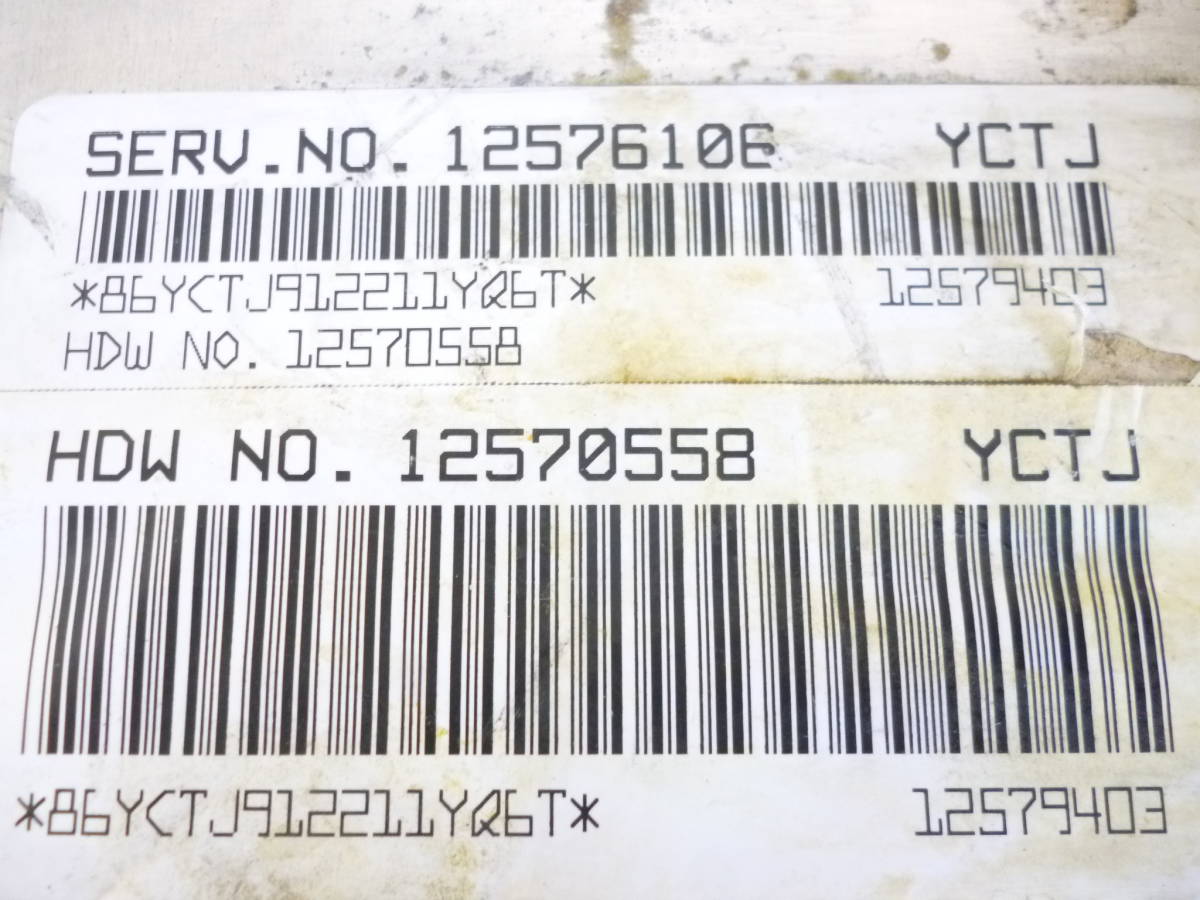 SERV.NO. 12576106 YCTJ
*86YCTJ912211YQ6T* 12579403
HDW NO. 12570558
HDW NO. 12570558 YCTJ
*86YCTJ912211YQ6T* 12579403